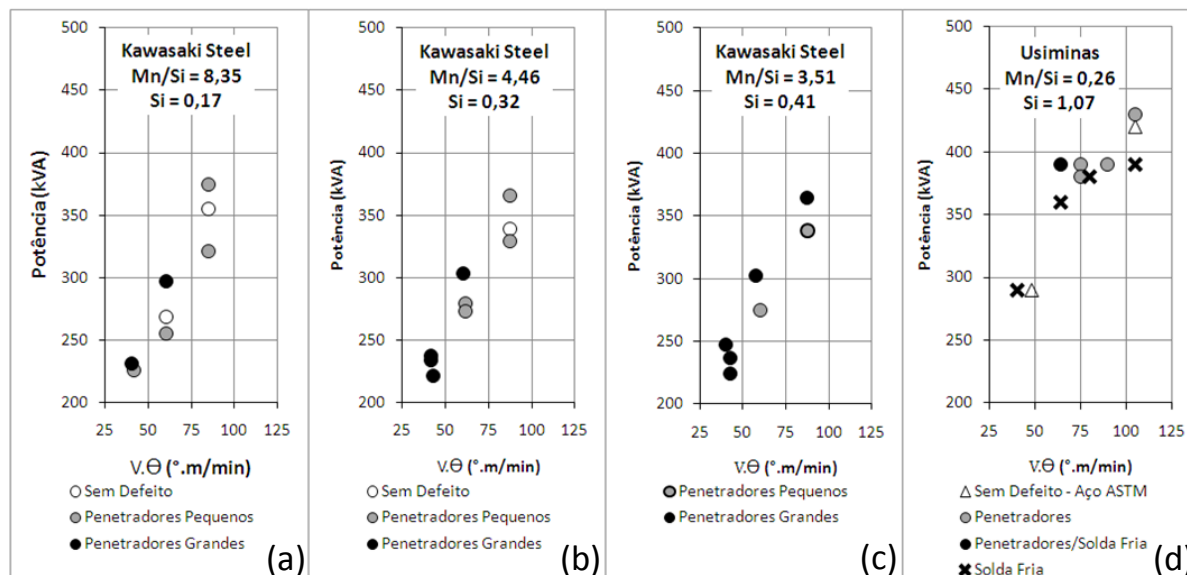 500
450
400
350
300
250
200
Potência (kVA)
Kawasaki Steel
Mn/Si = 8,35
Si = 0,17
25 50 75 100 125
V.Θ (°.m/min)
Sem Defeito
Penetradores Pequenos
Penetradores Grandes
(a)
500
450
400
350
300
250
200
Potência (kVA)
Kawasaki Steel
Mn/Si = 4,46
Si = 0,32
25 50 75 100 125
V.Θ (°.m/min)
Sem Defeito
Penetradores Pequenos
Penetradores Grandes
(b)
500
450
400
350
300
250
200
Potência (kVA)
Kawasaki Steel
Mn/Si = 3,51
Si = 0,41
25 50 75 100 125
V.Θ (°.m/min)
Penetradores Pequenos
Penetradores Grandes
(c)
500
450
400
350
300
250
200
Potência (kVA)
Usiminas
Mn/Si = 0,26
Si = 1,07
25 50 75 100 125
V.Θ (°.m/min)
Sem Defeito - Aço ASTM
Penetradores
Penetradores/Solda Fria
Solda Fria
(d)